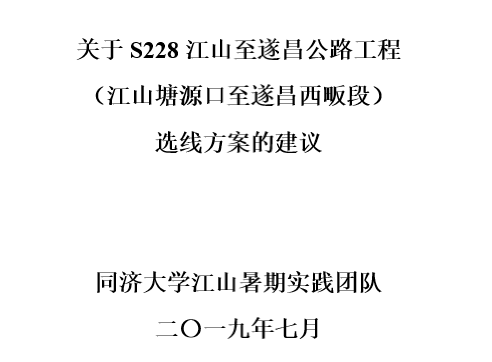 关于 S228 江山至遂昌公路工程
（江山塘源口至遂昌西畈段）
选线方案的建议
同济大学江山暑期实践团队
二〇一九年七月